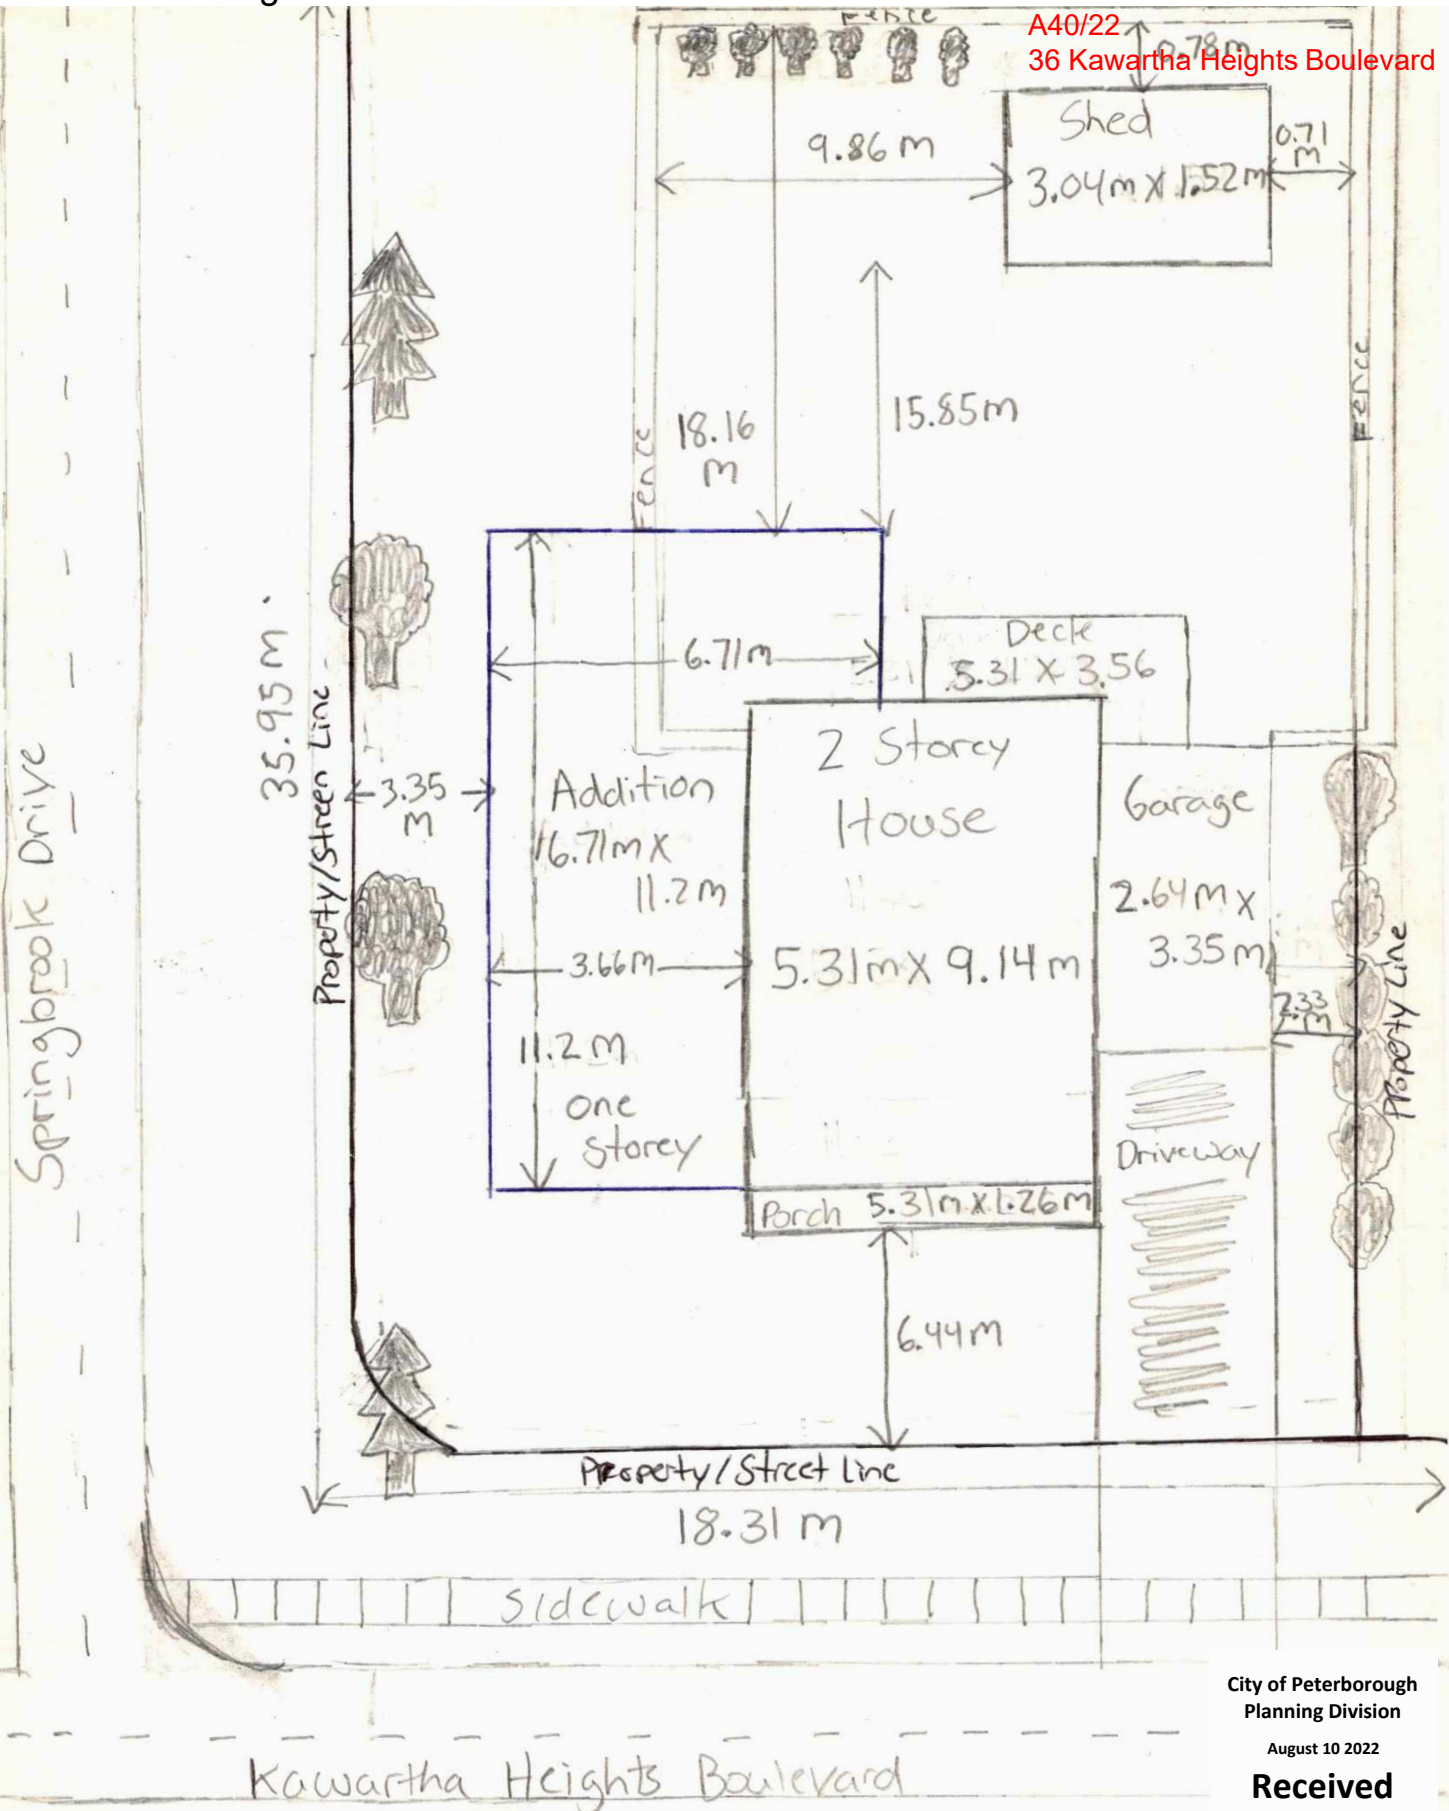 Fence
A40/22
36 Kawartha Heights Boulevard
0.78m
Shed
3.04m X 1.52m
0.71
m
9.86 m
Fence
Fence
18.16
m
15.85m
35.95 m.
Property/Street Line
Springbrook Drive
6.71m
Deck
5.31 X 3.56
2 Storey
House
5.31m X 9.14 m
3.35
m
Addition
6.71m X
11.2m
3.66m
11.2 m
one
storey
Garage
2.64m X
3.35m
2.33
m
Property Line
Driveway
Porch 5.31m X 1.26m
6.44m
Property/Street Line
18.31 m
Sidewalk
Kawartha Heights Boulevard
City of Peterborough
Planning Division
August 10 2022
Received